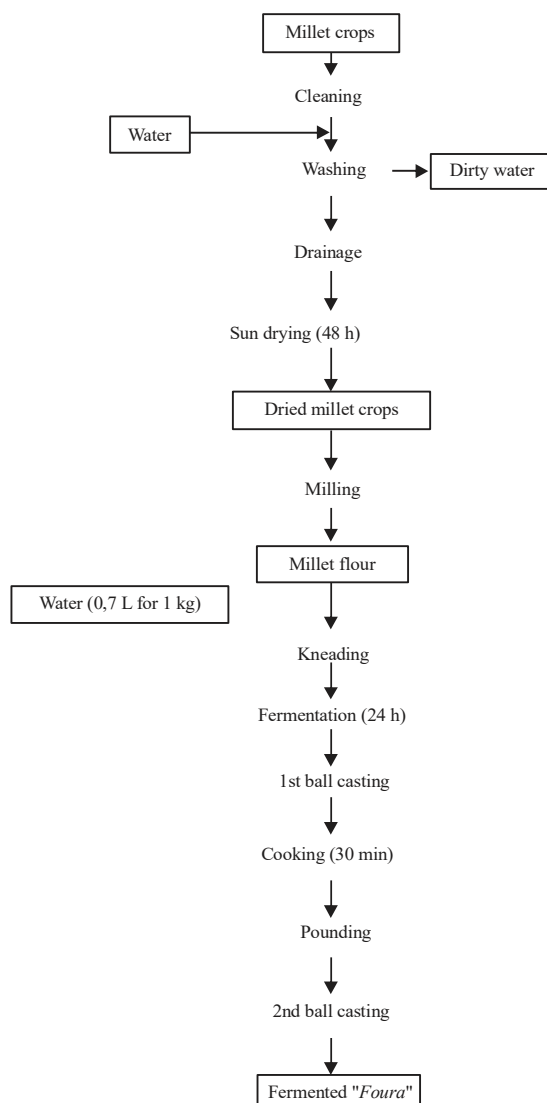 Millet crops
Cleaning
Water
Washing
Dirty water
Drainage
Sun drying (48 h)
Dried millet crops
Milling
Millet flour
Water (0,7 L for 1 kg)
Kneading
Fermentation (24 h)
1st ball casting
Cooking (30 min)
Pounding
2nd ball casting
Fermented "Foura"